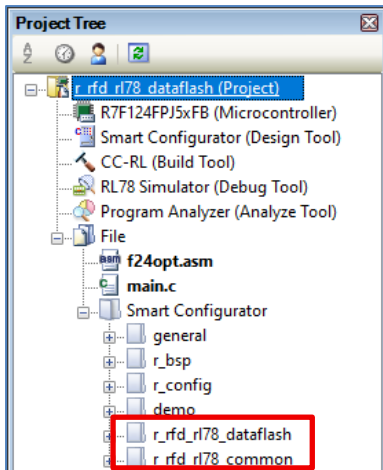 Project Tree
r_rfd_rl78_dataflash (Project)
R7F124FPJ5xFB (Microcontroller)
Smart Configurator (Design Tool)
CC-RL (Build Tool)
RL78 Simulator (Debug Tool)
Program Analyzer (Analyze Tool)
File
f24opt.asm
main.c
Smart Configurator
general
r_bsp
r_config
demo
r_rfd_rl78_dataflash
r_rfd_rl78_common